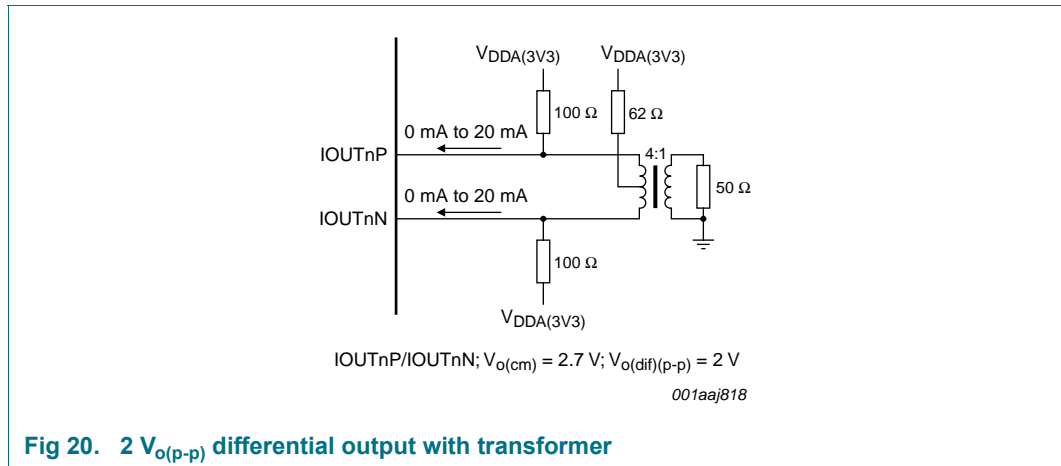 VDDA(3V3) VDDA(3V3)
100 Ω 62 Ω
0 mA to 20 mA
IOUTnP
4:1
50 Ω
0 mA to 20 mA
IOUTnN
100 Ω
VDDA(3V3)
IOUTnP/IOUTnN; Vo(cm) = 2.7 V; Vo(dif)(p-p) = 2 V
001aaj818
Fig 20. 2 Vo(p-p) differential output with transformer